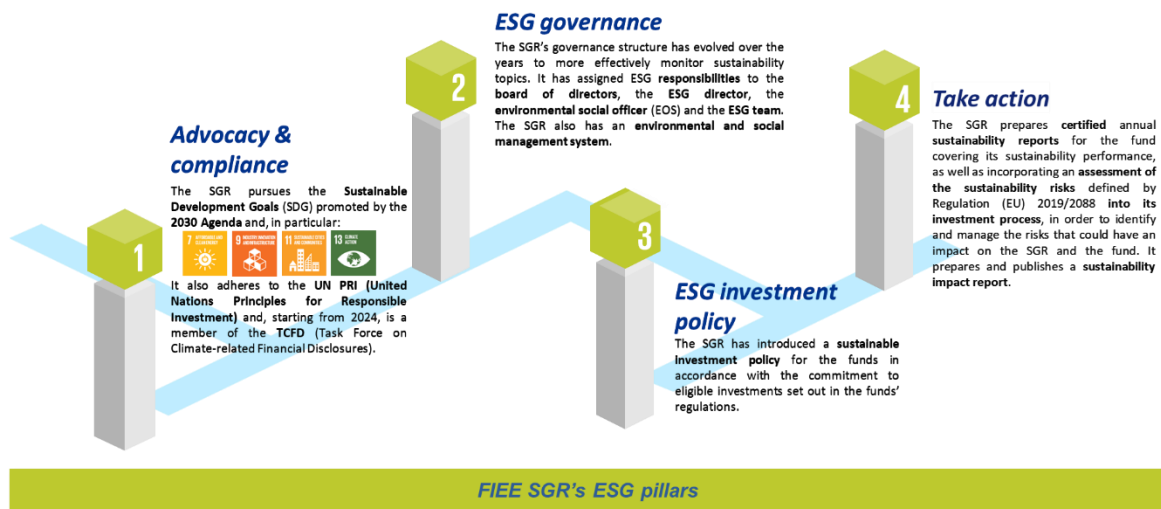 1
Advocacy &
compliance
The SGR pursues the Sustainable
Development Goals (SDG) promoted by the
2030 Agenda and, in particular:
7
9
11
13 CLIMATE
ACTION
It also adheres to the UN PRI (United
Nations Principles for Responsible
Investment) and, starting from 2024, is a
member of the TCFD (Task Force on
Climate-related Financial Disclosures).
2
ESG governance
The SGR's governance structure has evolved over the
years to more effectively monitor sustainability
topics. It has assigned ESG responsibilities to the
board of directors, the ESG director, the
environmental social officer (EOS) and the ESG team.
The SGR also has an environmental and social
management system.
3
ESG investment
policy
The SGR has introduced a sustainable
investment policy for the funds in
accordance with the commitment to
eligible investments set out in the funds'
regulations.
4
Take action
The SGR prepares certified annual
sustainability reports for the fund
covering its sustainability performance,
as well as incorporating an assessment of
the sustainability risks defined by
Regulation (EU) 2019/2088 into its
investment process, in order to identify
and manage the risks that could have an
impact on the SGR and the fund. It
prepares and publishes a sustainability
impact report.
FIEE SGR's ESG pillars